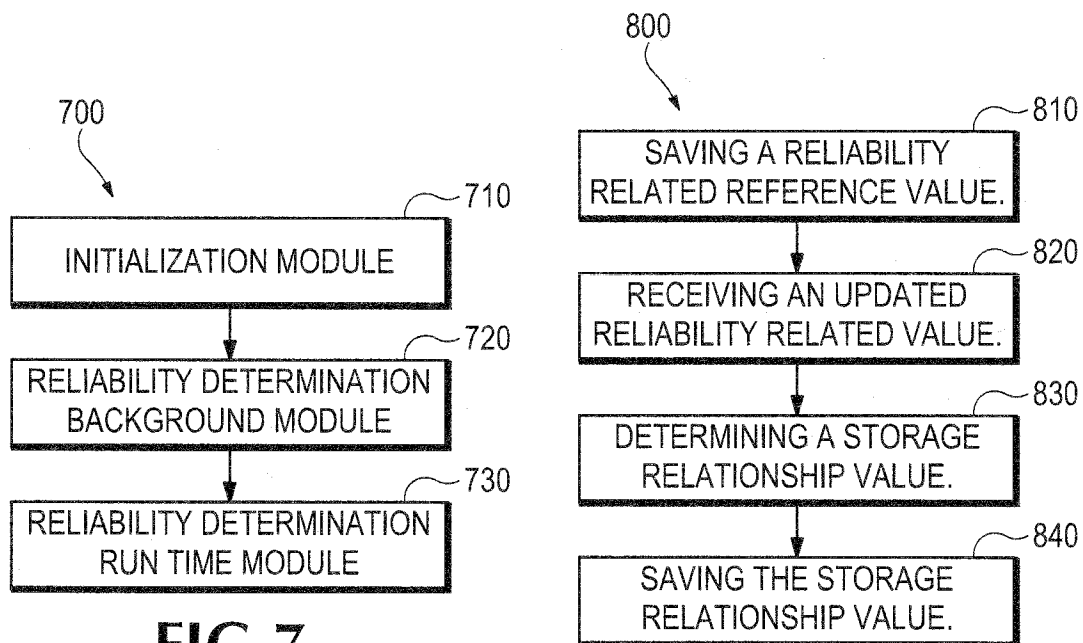 700
710
INITIALIZATION MODULE
720
RELIABILITY DETERMINATION
BACKGROUND MODULE
730
RELIABILITY DETERMINATION
RUN TIME MODULE
FIG 7
800
810
SAVING A RELIABILITY
RELATED REFERENCE VALUE.
820
RECEIVING AN UPDATED
RELIABILITY RELATED VALUE.
830
DETERMINING A STORAGE
RELATIONSHIP VALUE.
840
SAVING THE STORAGE
RELATIONSHIP VALUE.